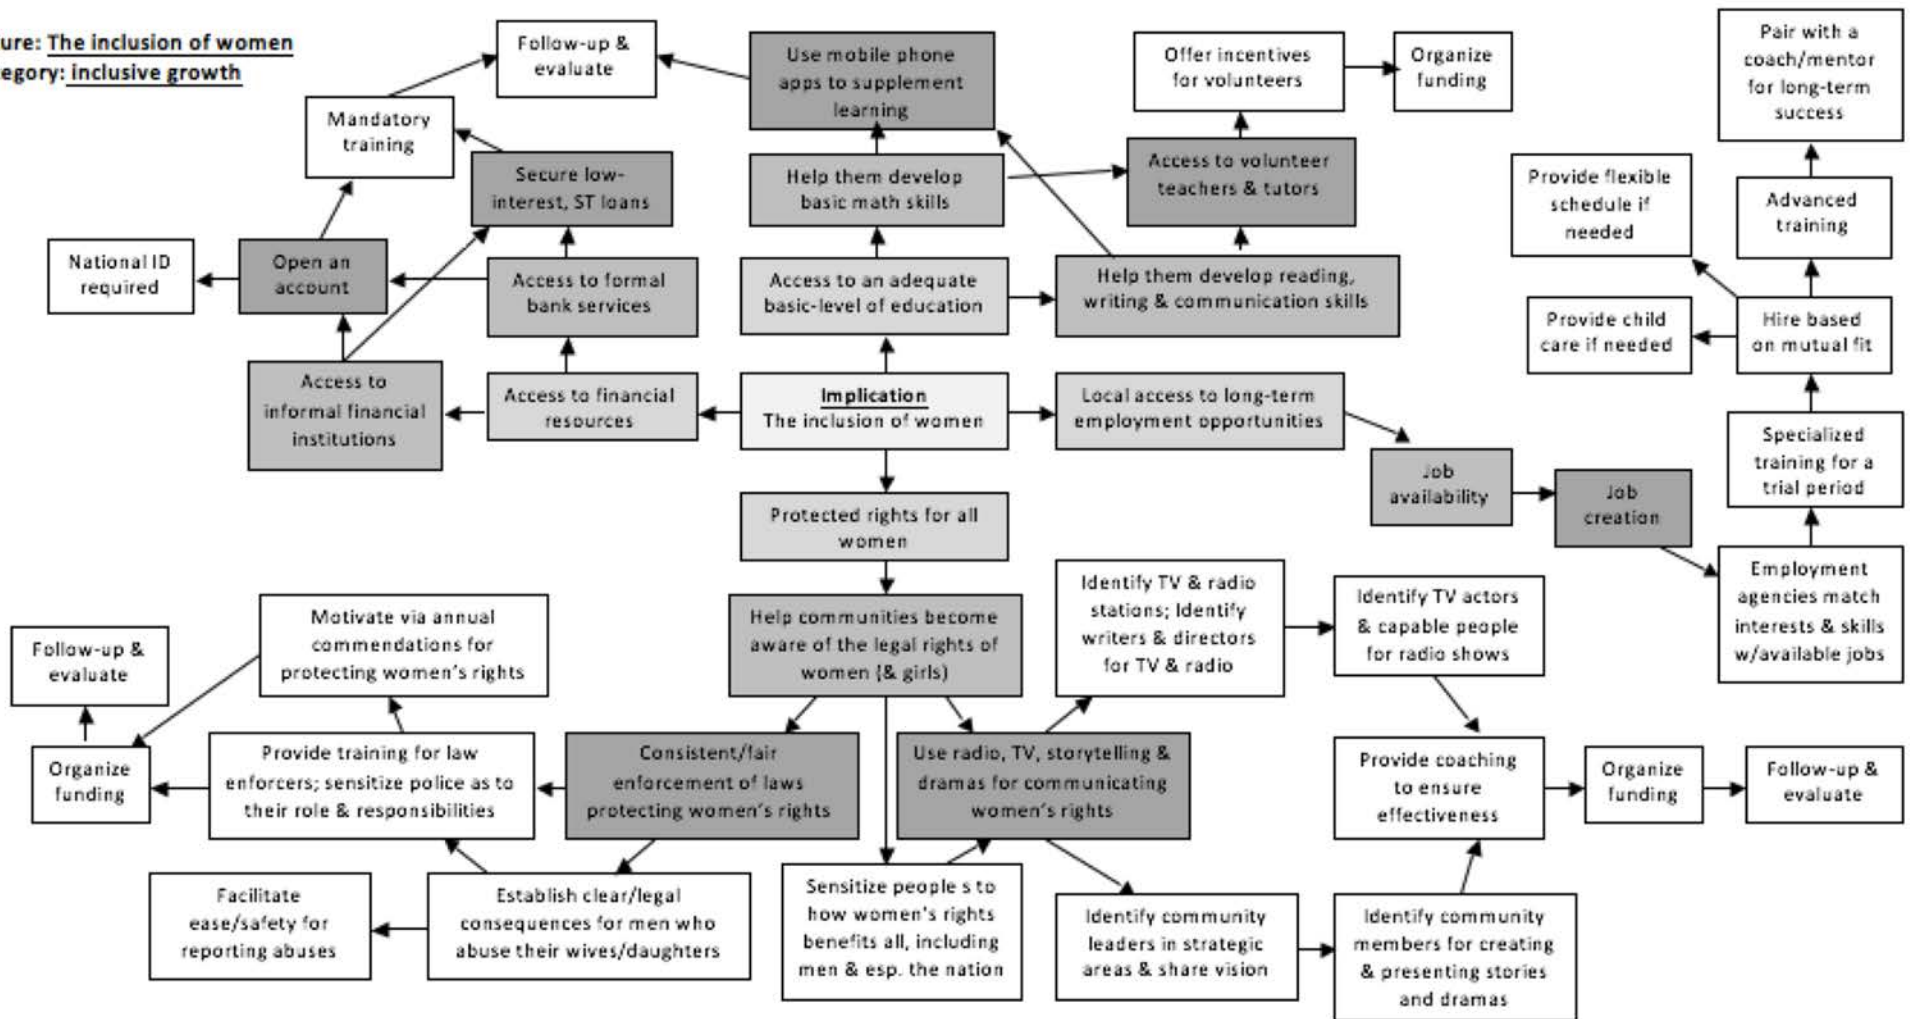 ure: The inclusion of women
egory: inclusive growth
Follow-up &
evaluate
Use mobile phone
apps to supplement
learning
Offer incentives
for volunteers
Organize
funding
Pair with a
coach/mentor
for long-term
success
Mandatory
training
Secure low-
interest, ST loans
Help them develop
basic math skills
Access to volunteer
teachers & tutors
Provide flexible
schedule if
needed
Advanced
training
National ID
required
Open an
account
Access to formal
bank services
Access to an adequate
basic-level of education
Help them develop reading,
writing & communication skills
Provide child
care if needed
Hire based
on mutual fit
Access to
informal financial
institutions
Access to financial
resources
Implication
The inclusion of women
Local access to long-term
employment opportunities
Job
availability
Job
creation
Specialized
training for a
trial period
Protected rights for all
women
Employment
agencies match
interests & skills
w/available jobs
Follow-up &
evaluate
Motivate via annual
commendations for
protecting women's rights
Help communities become
aware of the legal rights of
women (& girls)
Identify TV & radio
stations; Identify
writers & directors
for TV & radio
Identify TV actors
& capable people
for radio shows
Organize
funding
Provide training for law
enforcers; sensitize police as to
their role & responsibilities
Consistent/fair
enforcement of laws
protecting women's rights
Use radio, TV, storytelling &
dramas for communicating
women's rights
Provide coaching
to ensure
effectiveness
Organize
funding
Follow-up &
evaluate
Facilitate
ease/safety for
reporting abuses
Establish clear/legal
consequences for men who
abuse their wives/daughters
Sensitize people s to
how women's rights
benefits all, including
men & esp. the nation
Identify community
leaders in strategic
areas & share vision
Identify community
members for creating
& presenting stories
and dramas